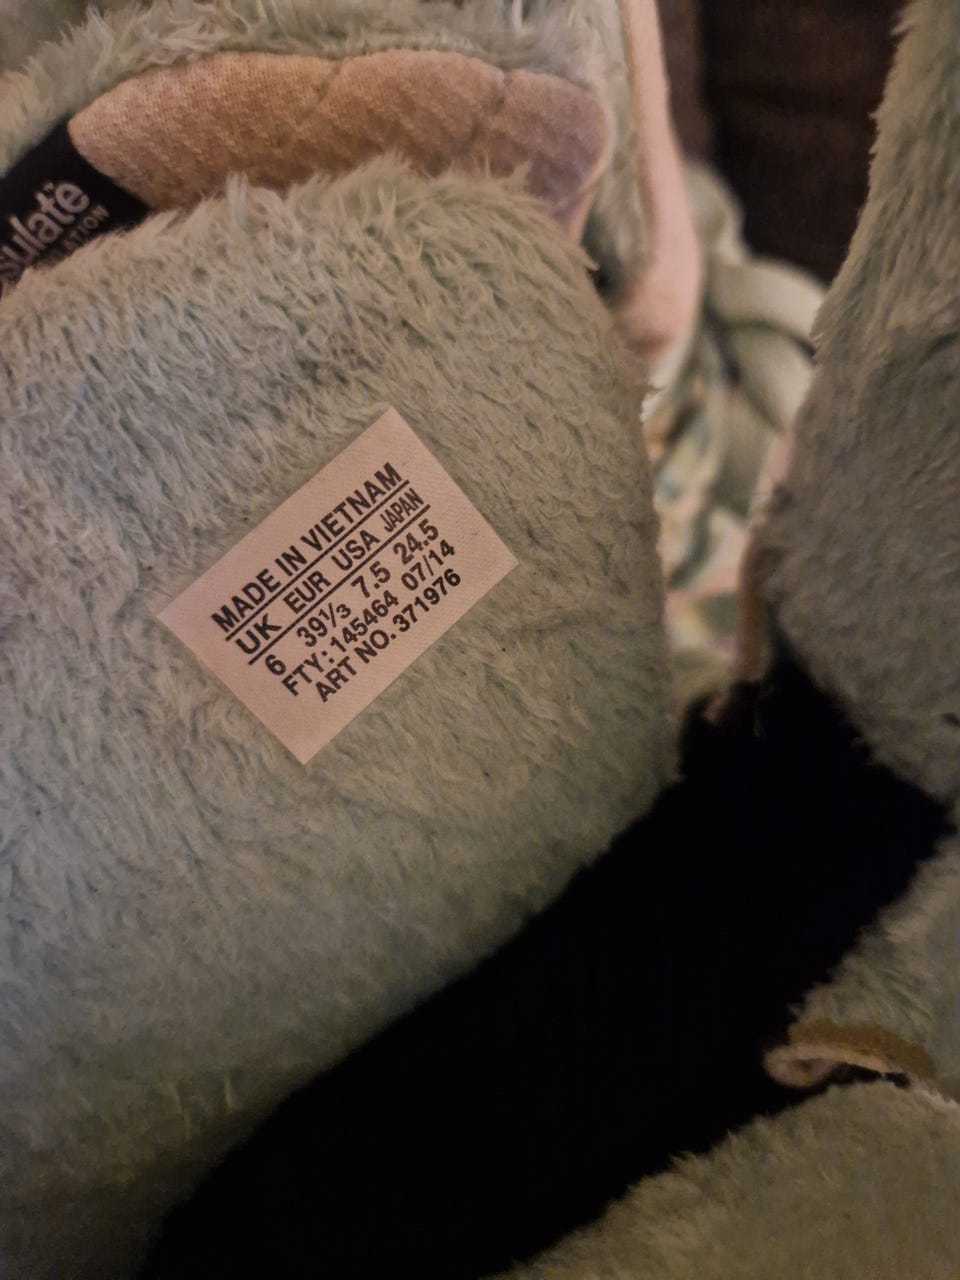 sulate
MADE IN VIETNAM
UK EUR USA JAPAN
6 39⅓ 7.5 24.5
FTY: 145464 07/14
ART NO. 371976